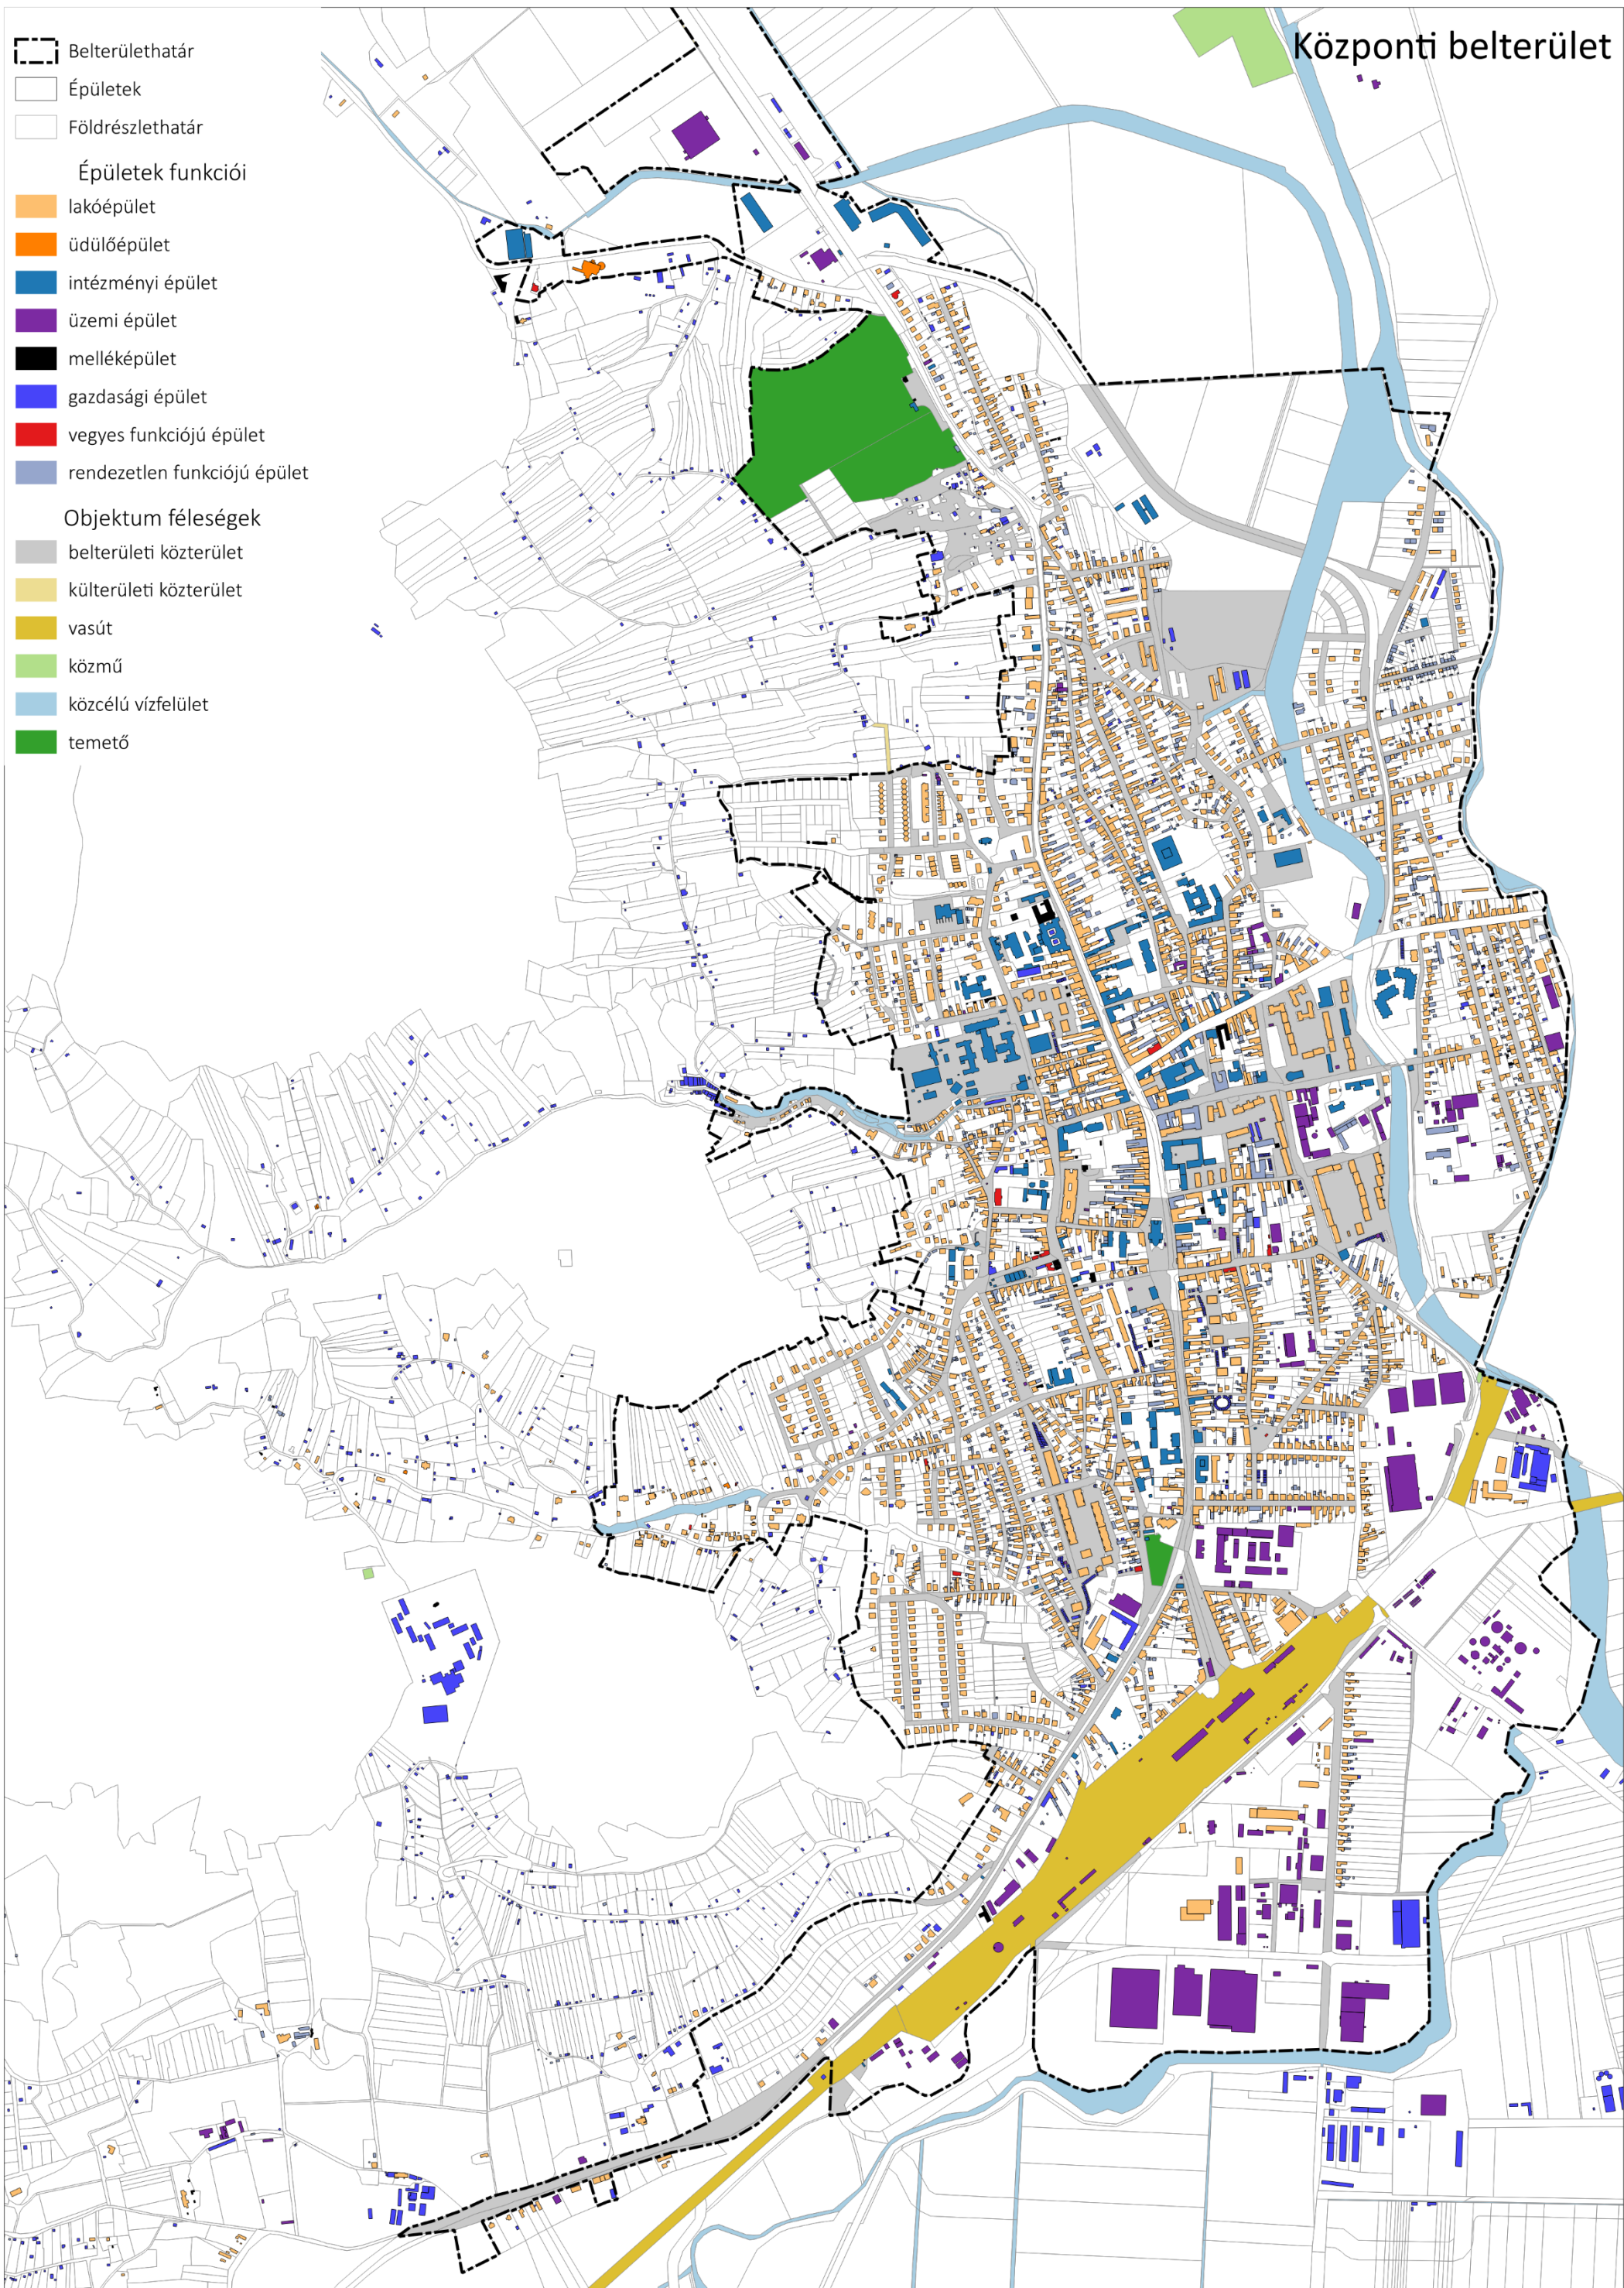 Központi belterület
Belterülethatár
Épületek
Földrészlethatár
Épületek funkciói
lakóépület
üdülőépület
intézményi épület
üzemi épület
melléképület
gazdasági épület
vegyes funkciójú épület
rendezetlen funkciójú épület
Objektum féleségek
belterületi közterület
külterületi közterület
vasút
közmű
közcélú vízfelület
temető